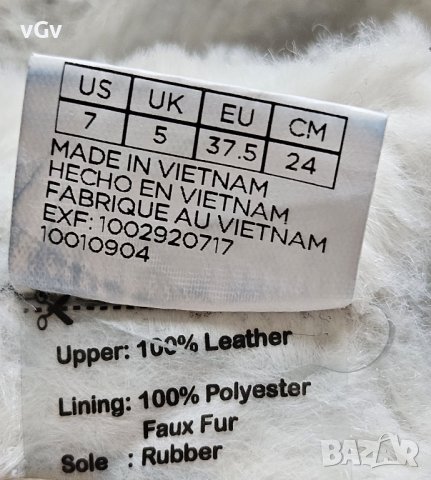 vGv
US UK EU CM
7 5 37.5 24
MADE IN VIETNAM
HECHO EN VIETNAM
FABRIQUE AU VIETNAM
EXF: 1002920717
10010904
Upper: 100% Leather
Lining: 100% Polyester
Faux Fur
Sole : Rubber
BAZAR